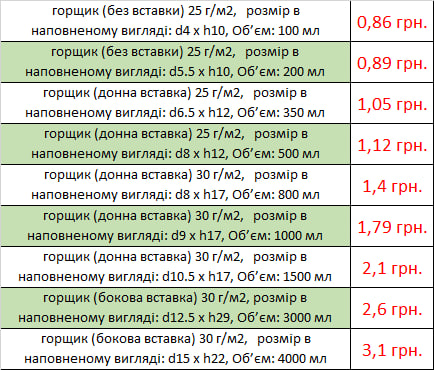 горщик (без вставки) 25 г/м2,   розмір в
наповненому вигляді: d4 x h10, Об’єм: 100 мл
0,86 грн.
горщик (без вставки) 25 г/м2,   розмір в
наповненому вигляді: d5.5 x h10, Об’єм: 200 мл
0,89 грн.
горщик (донна вставка) 25 г/м2,   розмір в
наповненому вигляді: d6.5 x h12, Об’єм: 350 мл
1,05 грн.
горщик (донна вставка) 25 г/м2,   розмір в
наповненому вигляді: d8 x h12, Об’єм: 500 мл
1,12 грн.
горщик (донна вставка) 30 г/м2,   розмір в
наповненому вигляді: d8 x h17, Об’єм: 800 мл
1,4 грн.
горщик (донна вставка) 30 г/м2,   розмір в
наповненому вигляді: d9 x h17, Об’єм: 1000 мл
1,79 грн.
горщик (донна вставка) 30 г/м2,   розмір в
наповненому вигляді: d10.5 x h17, Об’єм: 1500 мл
2,1 грн.
горщик (бокова вставка) 30 г/м2, розмір в
наповненому вигляді: d12.5 x h29, Об’єм: 3000 мл
2,6 грн.
горщик (бокова вставка) 30 г/м2, розмір в
наповненому вигляді: d15 x h22, Об’єм: 4000 мл
3,1 грн.